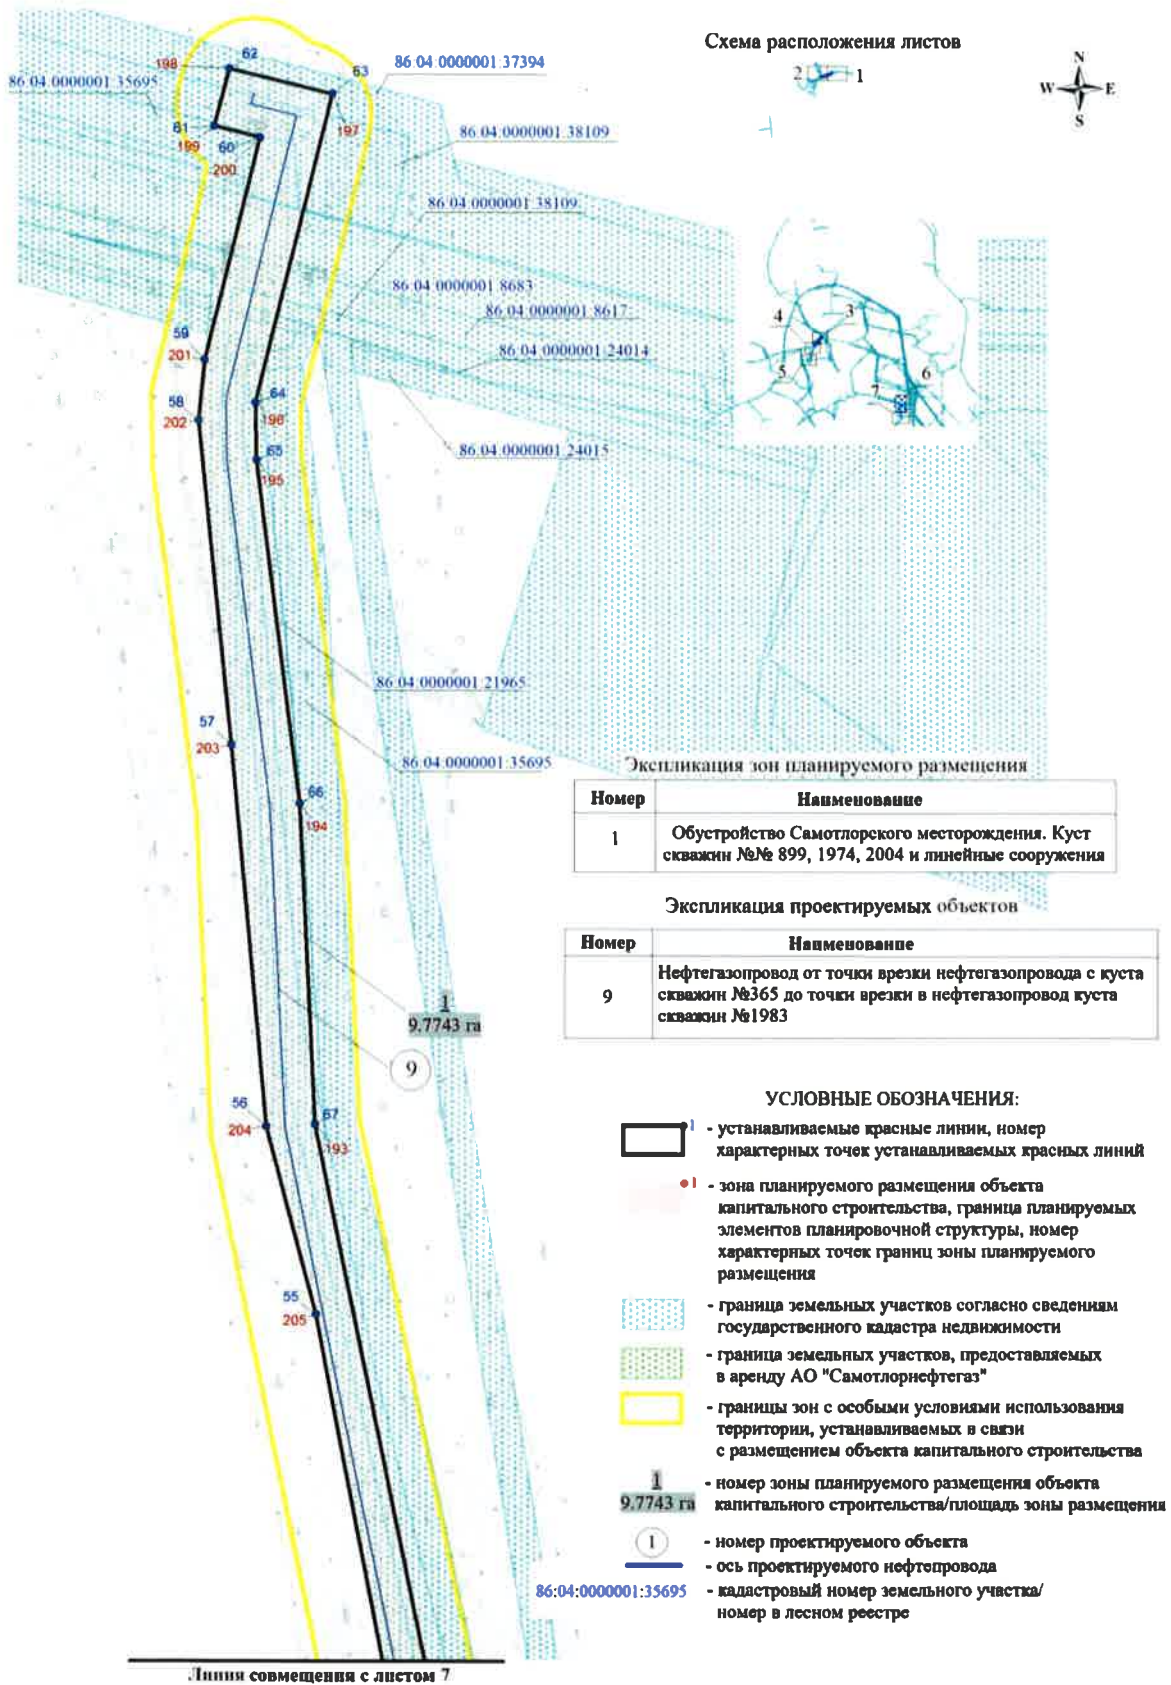 Схема расположения листов
2
1
N
W
E
S
62
198
63
86:04:0000001:37394
86:04:0000001:35695
197
86:04:0000001:38109
61
199
60
200
86:04:0000001:38109
86:04:0000001:8683
86:04:0000001:8617
86:04:0000001:24014
59
201
58
202
64
196
65
195
86:04:0000001:24015
4
3
5
7
6
86:04:0000001:21965
57
203
86:04:0000001:35695
66
194
Экспликация зон планируемого размещения
Номер
Наименование
1
Обустройство Самотлорского месторождения. Куст
скважин №№ 899, 1974, 2004 и линейные сооружения
Экспликация проектируемых объектов
Номер
Наименование
9
Нефтегазопровод от точки врезки нефтегазопровода с куста
скважин №365 до точки врезки в нефтегазопровод куста
скважин №1983
1
9.7743 га
9
56
204
67
193
55
205
УСЛОВНЫЕ ОБОЗНАЧЕНИЯ:
1
- устанавливаемые красные линии, номер
характерных точек устанавливаемых красных линий
1
- зона планируемого размещения объекта
капитального строительства, граница планируемых
элементов планировочной структуры, номер
характерных точек границ зоны планируемого
размещения
- граница земельных участков согласно сведениям
государственного кадастра недвижимости
- граница земельных участков, предоставляемых
в аренду АО "Самотлорнефтегаз"
- границы зон с особыми условиями использования
территории, устанавливаемых в связи
с размещением объекта капитального строительства
1
9.7743 га
- номер зоны планируемого размещения объекта
капитального строительства/площадь зоны размещения
1
- номер проектируемого объекта
- ось проектируемого нефтепровода
86:04:0000001:35695
- кадастровый номер земельного участка/
номер в лесном реестре
Линия совмещения с листом 7